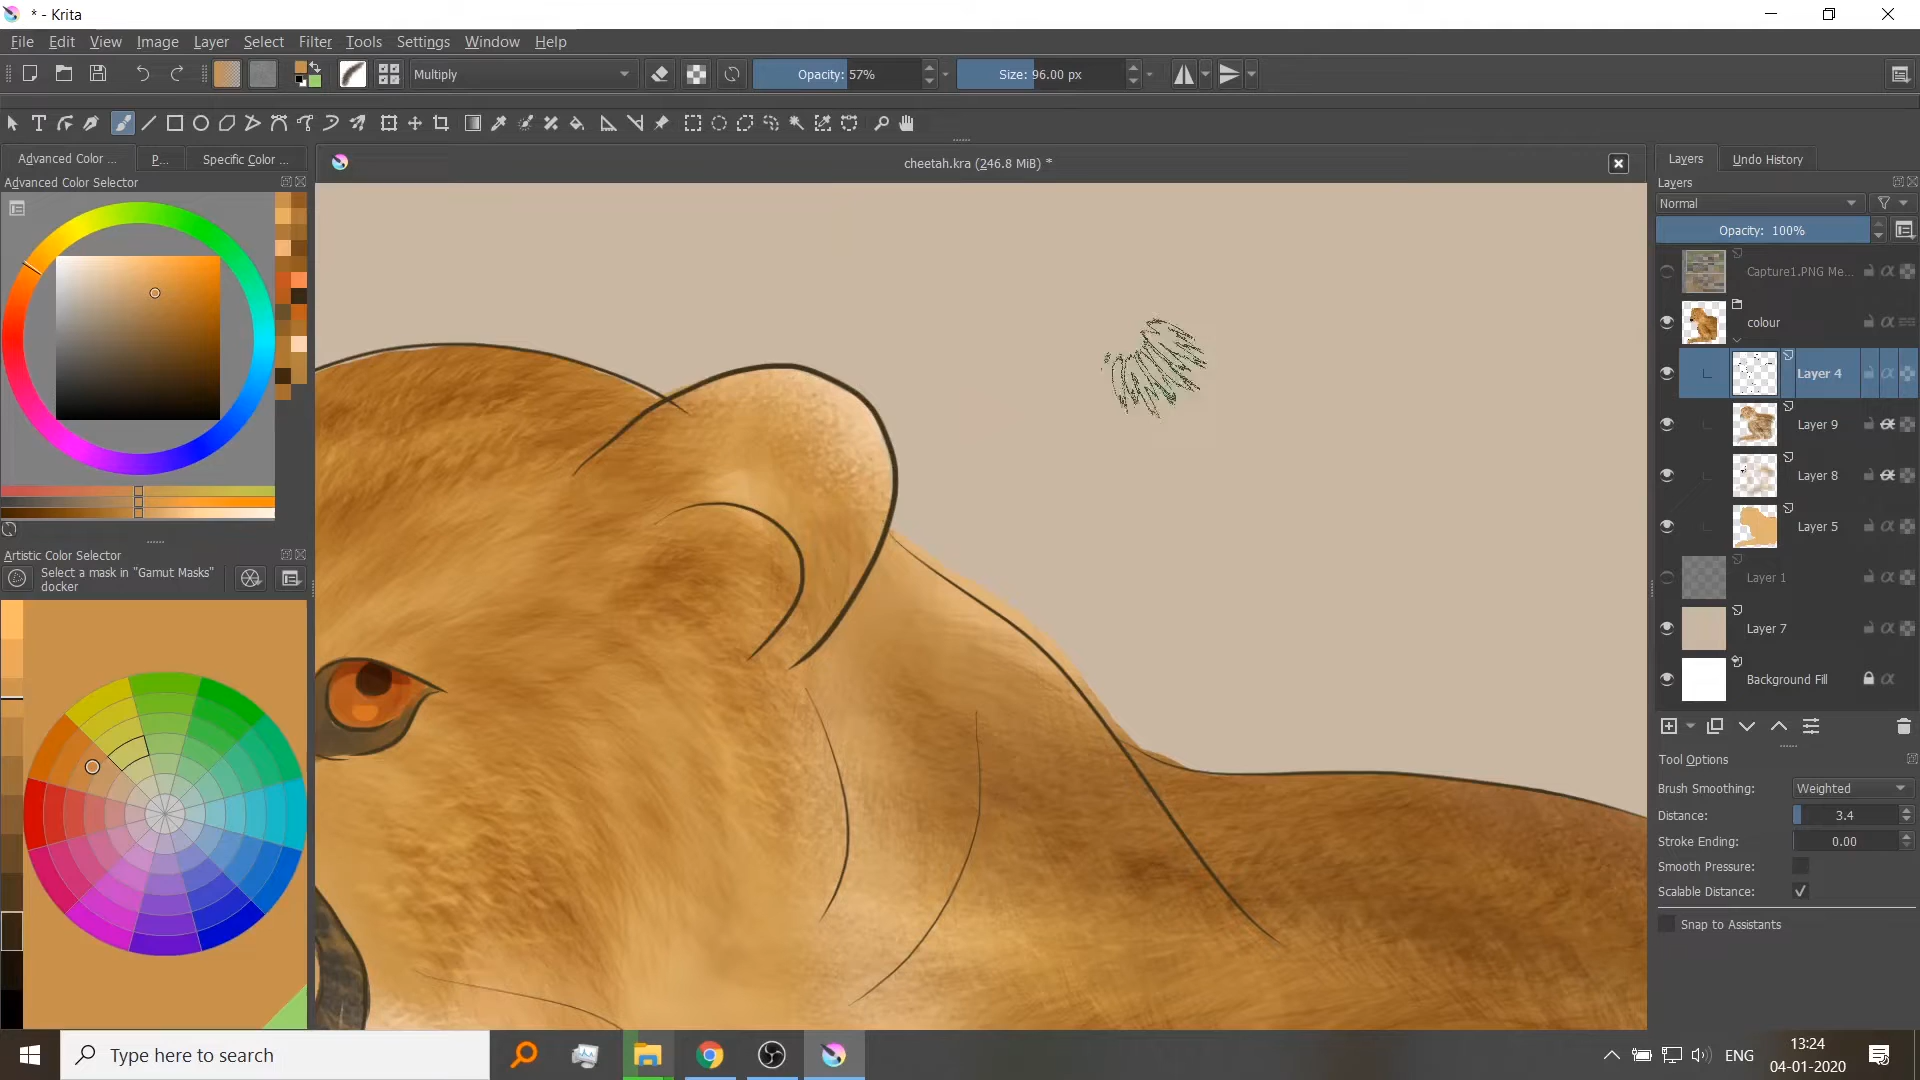 * - Krita
File Edit View Image Layer Select Filter Tools Settings Window Help
Multiply Opacity: 57% Size: 96.00 px
Advanced Color ... P... Specific Color ...
cheetah.kra (246.8 MiB) *
Layers Undo History
Advanced Color Selector
Layers
Normal
Opacity: 100%
Capture1.PNG Me...
colour
Layer 4
Layer 9
Layer 8
Layer 5
Layer 1
Layer 7
Background Fill
Artistic Color Selector
Select a mask in "Gamut Masks"
docker
Tool Options
Brush Smoothing: Weighted
Distance: 3.4
Stroke Ending: 0.00
Smooth Pressure:
Scalable Distance:
Snap to Assistants
Type here to search
ENG
13:24
04-01-2020